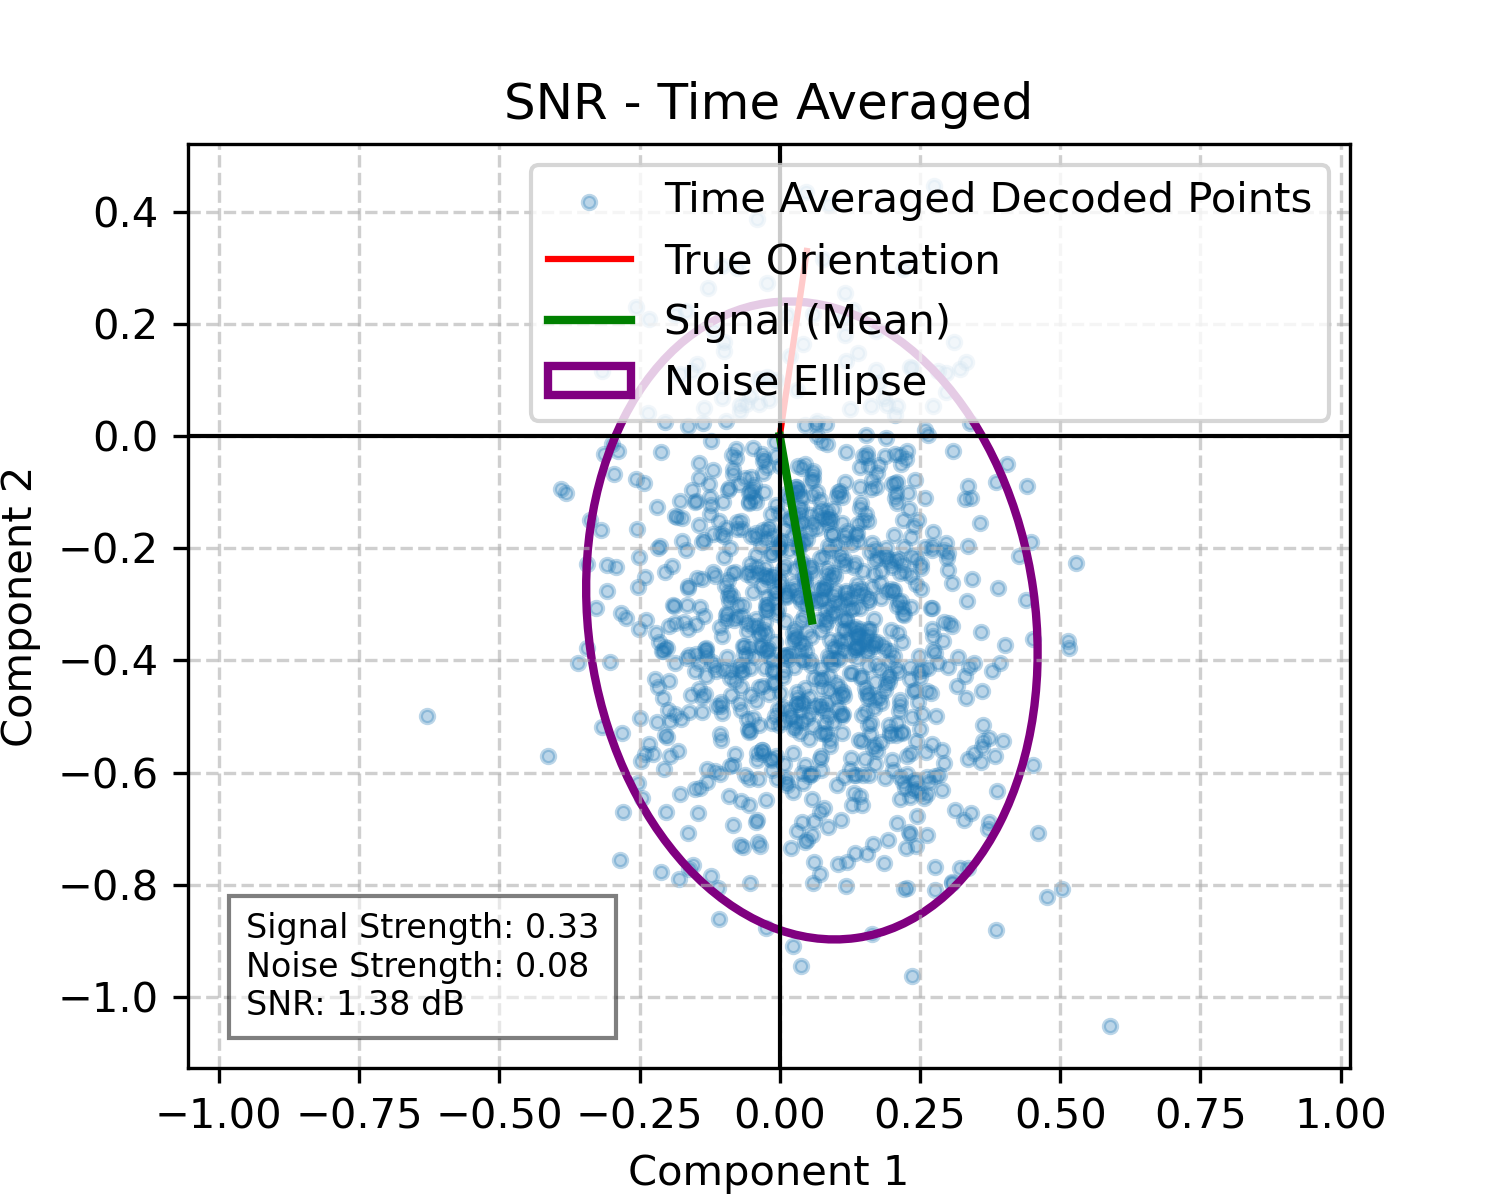 SNR - Time Averaged
Time Averaged Decoded Points
True Orientation
Signal (Mean)
Noise Ellipse
0.4
0.2
0.0
−0.2
−0.4
−0.6
−0.8
−1.0
Component 2
Signal Strength: 0.33
Noise Strength: 0.08
SNR: 1.38 dB
−1.00 −0.75 −0.50 −0.25 0.00 0.25 0.50 0.75 1.00
Component 1